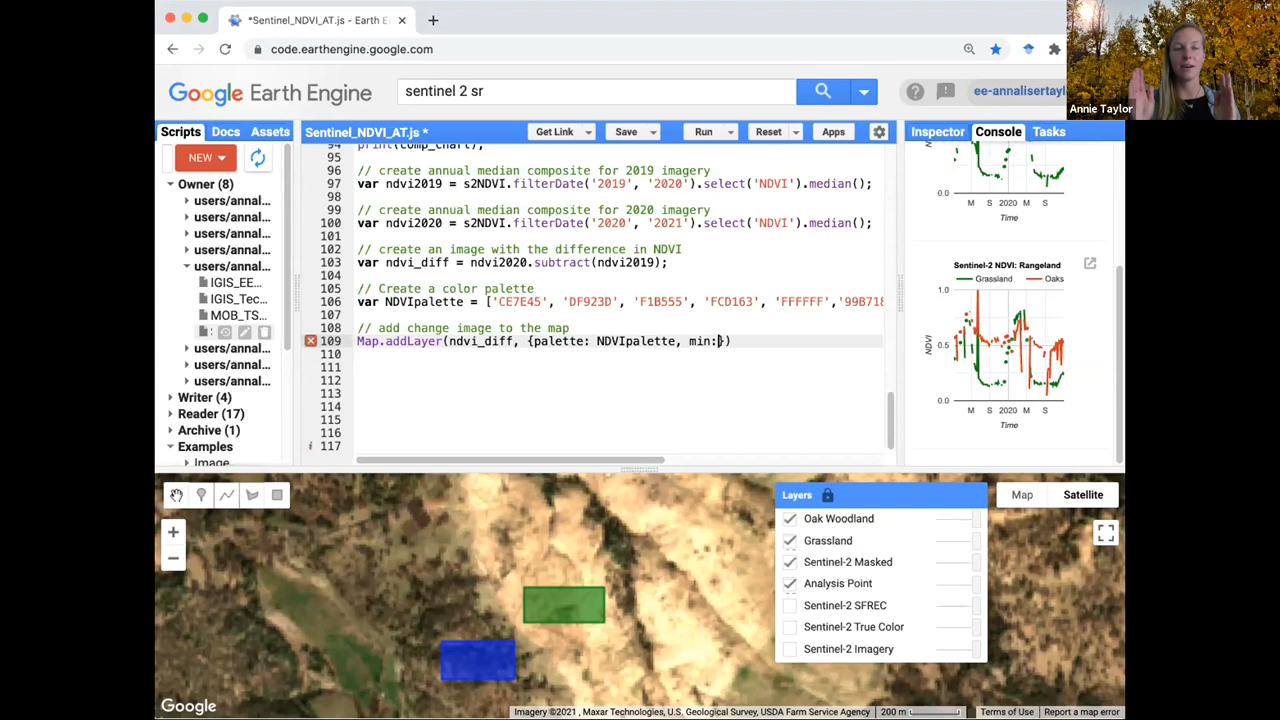 *Sentinel_NDVI_AT.js - Earth E
code.earthengine.google.com
Google Earth Engine
sentinel 2 sr
ee-annalisertayl
Annie Taylor
Scripts Docs Assets
NEW
Owner (8)
users/annal...
users/annal...
users/annal...
users/annal...
users/annal...
IGIS_EE...
IGIS_Tec...
MOB_TS...
users/annal...
users/annal...
users/annal...
Writer (4)
Reader (17)
Archive (1)
Examples
Image
Sentinel_NDVI_AT.js *
Get Link Save Run Reset Apps
94 print(comp_chart);
95
96 // create annual median composite for 2019 imagery
97 var ndvi2019 = s2NDVI.filterDate('2019', '2020').select('NDVI').median();
98
99 // create annual median composite for 2020 imagery
100 var ndvi2020 = s2NDVI.filterDate('2020', '2021').select('NDVI').median();
101
102 // create an image with the difference in NDVI
103 var ndvi_diff = ndvi2020.subtract(ndvi2019);
104
105 // Create a color palette
106 var NDVIpalette = ['CE7E45', 'DF923D', 'F1B555', 'FCD163', 'FFFFFF','99B718
107
108 // add change image to the map
109 Map.addLayer(ndvi_diff, {palette: NDVIpalette, min:})
110
111
112
113
114
115
116
117
Inspector Console Tasks
0.0
M S 2020 M S
Time
Sentinel-2 NDVI: Rangeland
Grassland Oaks
1.0
NDVI
0.5
0.0
M S 2020 M S
Time
Layers
Oak Woodland
Grassland
Sentinel-2 Masked
Analysis Point
Sentinel-2 SFREC
Sentinel-2 True Color
Sentinel-2 Imagery
Map Satellite
Google
Imagery ©2021 , Maxar Technologies, U.S. Geological Survey, USDA Farm Service Agency 200 m Terms of Use Report a map error